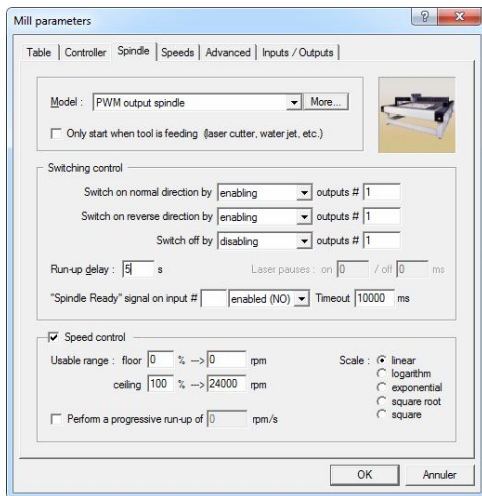 Mill parameters
Table Controller Spindle Speeds Advanced Inputs / Outputs
Model : PWM output spindle More...
Only start when tool is feeding (laser cutter, water jet, etc.)
Switching control
Switch on normal direction by enabling outputs # 1
Switch on reverse direction by enabling outputs # 1
Switch off by disabling outputs # 1
Run-up delay : 5 s Laser pauses : on 0 / off 0 ms
"Spindle Ready" signal on input # enabled (NO) Timeout 10000 ms
Speed control
Usable range : floor 0 % ---> 0 rpm Scale : linear
logarithm
ceiling 100 % ---> 24000 rpm exponential
square root
Perform a progressive run-up of 0 rpm/s square
OK Annuler